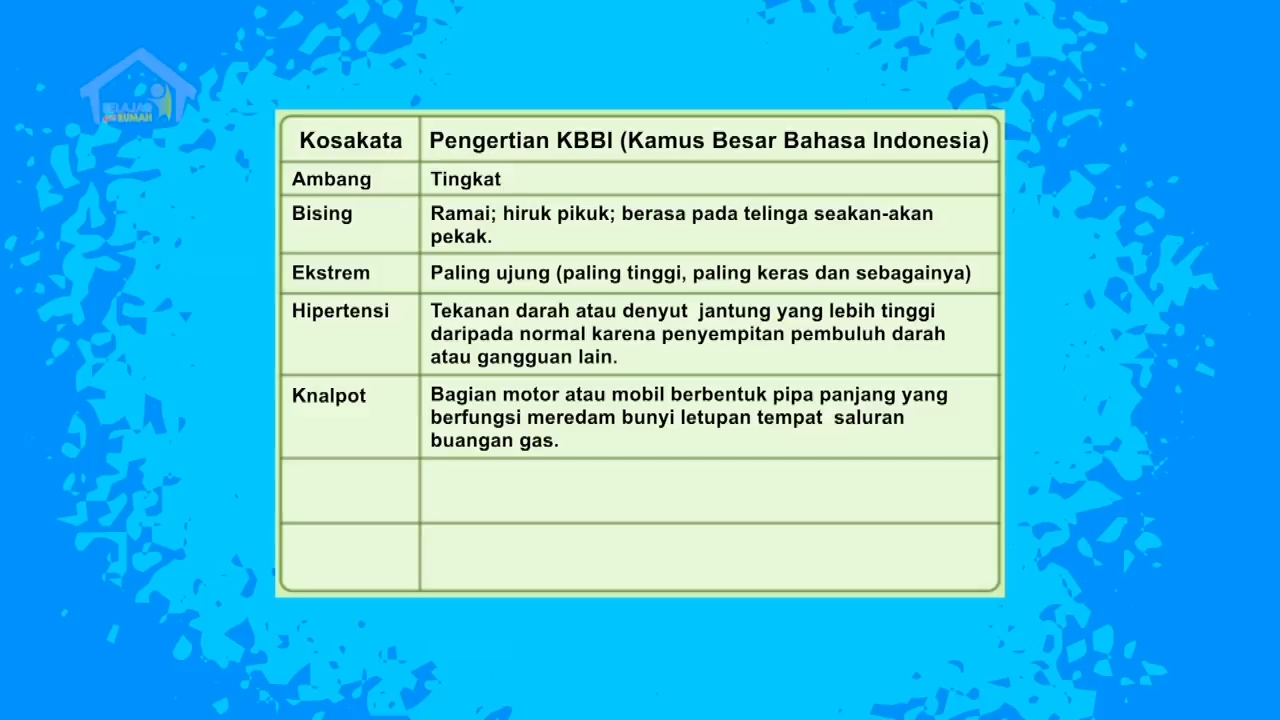 BELAJAR
dari RUMAH
Kosakata Pengertian KBBI (Kamus Besar Bahasa Indonesia)
Ambang Tingkat
Bising Ramai; hiruk pikuk; berasa pada telinga seakan-akan
pekak.
Ekstrem Paling ujung (paling tinggi, paling keras dan sebagainya)
Hipertensi Tekanan darah atau denyut jantung yang lebih tinggi
daripada normal karena penyempitan pembuluh darah
atau gangguan lain.
Knalpot Bagian motor atau mobil berbentuk pipa panjang yang
berfungsi meredam bunyi letupan tempat saluran
buangan gas.